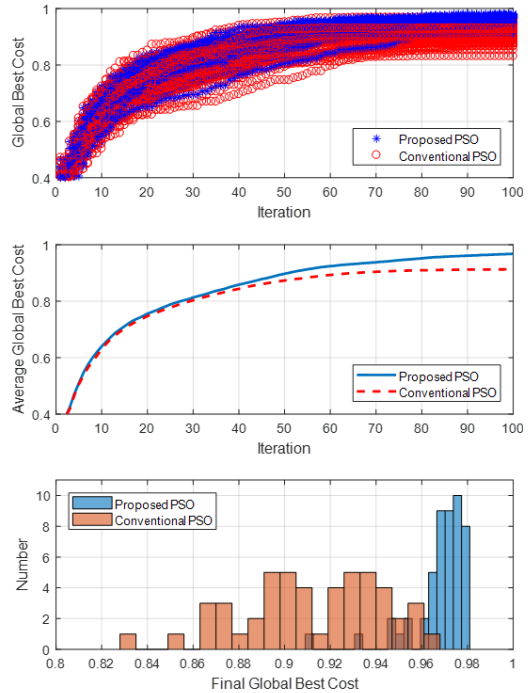 1
0.8
0.6
0.4
Global Best Cost
Proposed PSO
Conventional PSO
0 10 20 30 40 50 60 70 80 90 100
Iteration
1
0.8
0.6
0.4
Average Global Best Cost
Proposed PSO
Conventional PSO
0 10 20 30 40 50 60 70 80 90 100
Iteration
10
8
6
4
2
0
Number
Proposed PSO
Conventional PSO
0.8 0.82 0.84 0.86 0.88 0.9 0.92 0.94 0.96 0.98 1
Final Global Best Cost